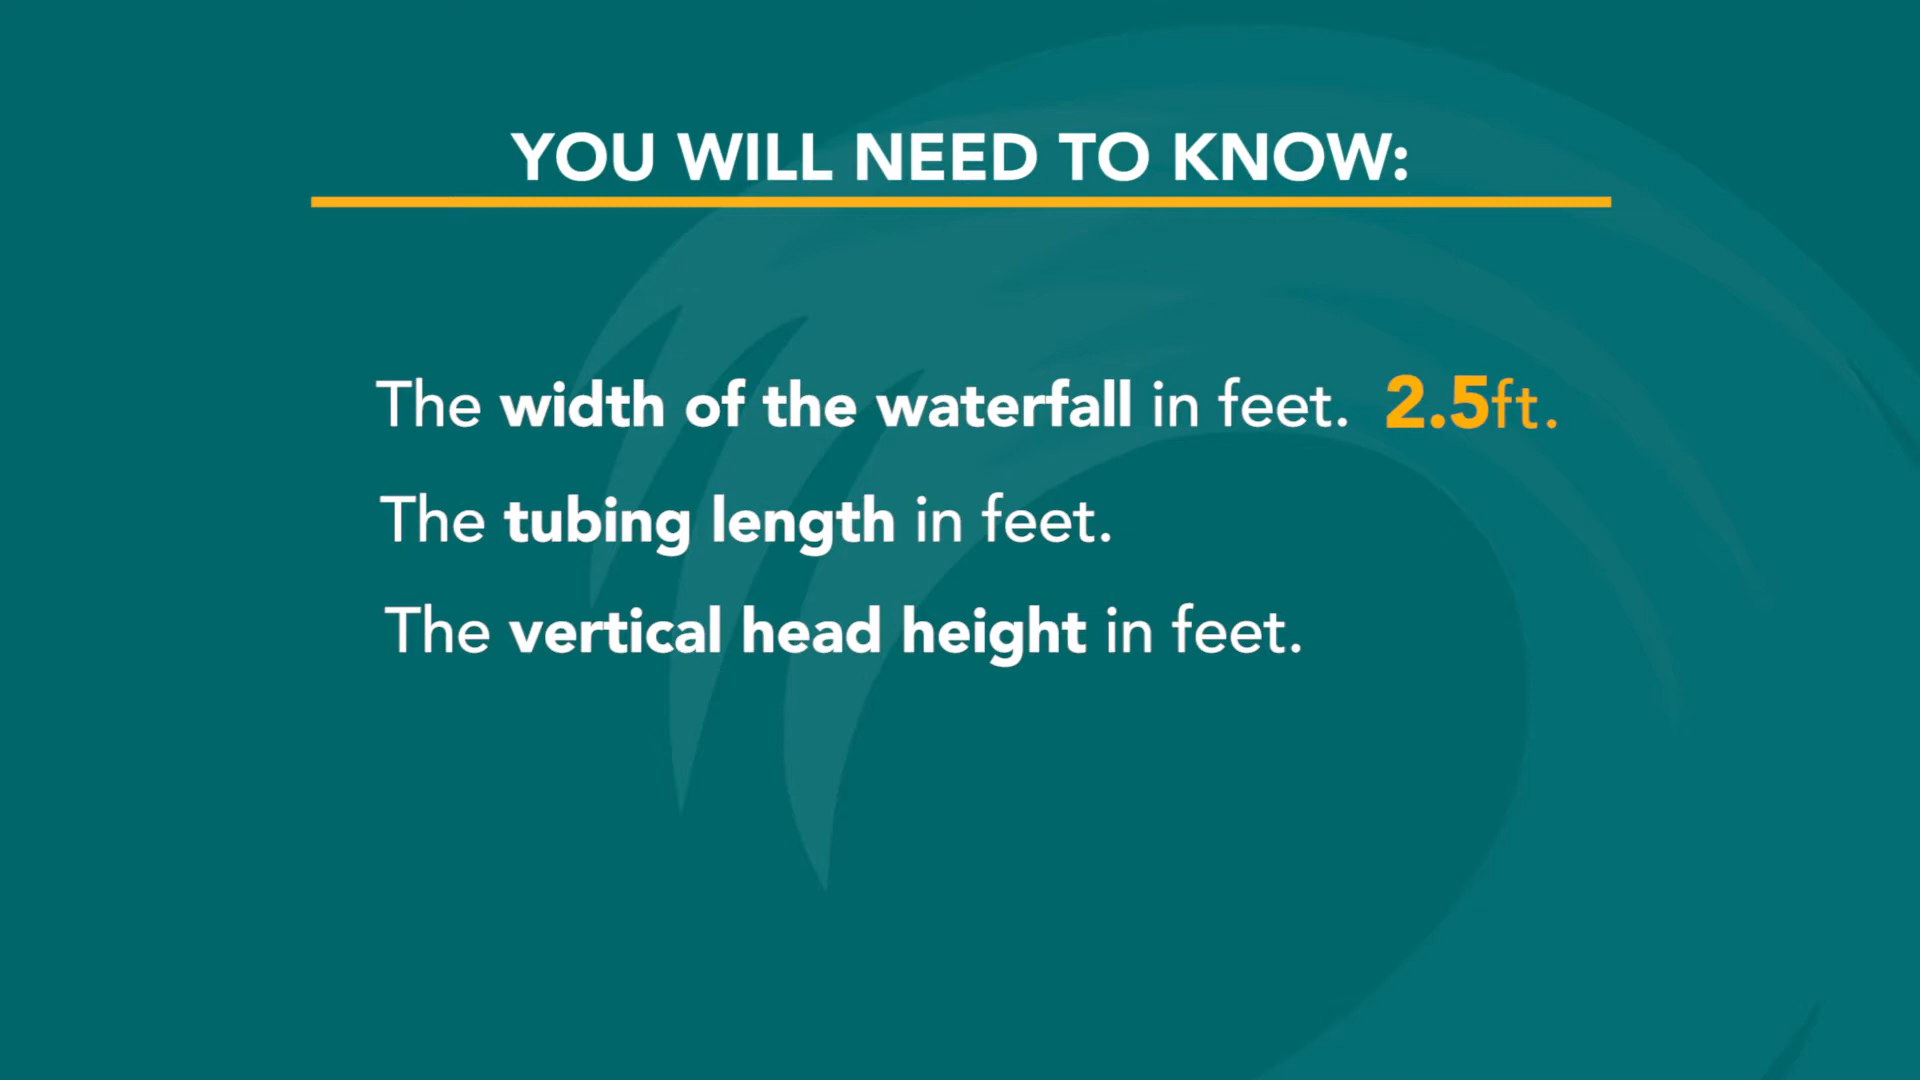 YOU WILL NEED TO KNOW:
The width of the waterfall in feet. 2.5ft.
The tubing length in feet.
The vertical head height in feet.